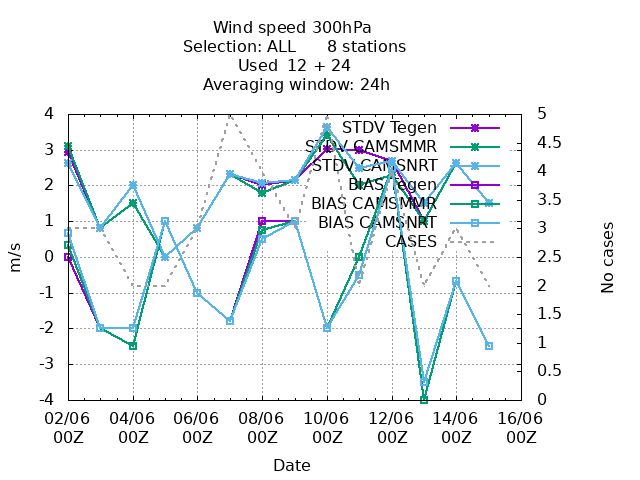 Wind speed 300hPa
Selection: ALL 8 stations
Used 12 + 24
Averaging window: 24h
STDV Tegen
STDV CAMSMMR
STDV CAMSNRT
BIAS Tegen
BIAS CAMSMMR
BIAS CAMSNRT
CASES
4
3
2
1
0
-1
-2
-3
-4
m/s
5
4.5
4
3.5
3
2.5
2
1.5
1
0.5
0
No cases
02/06 04/06 06/06 08/06 10/06 12/06 14/06 16/06
00Z 00Z 00Z 00Z 00Z 00Z 00Z 00Z
Date